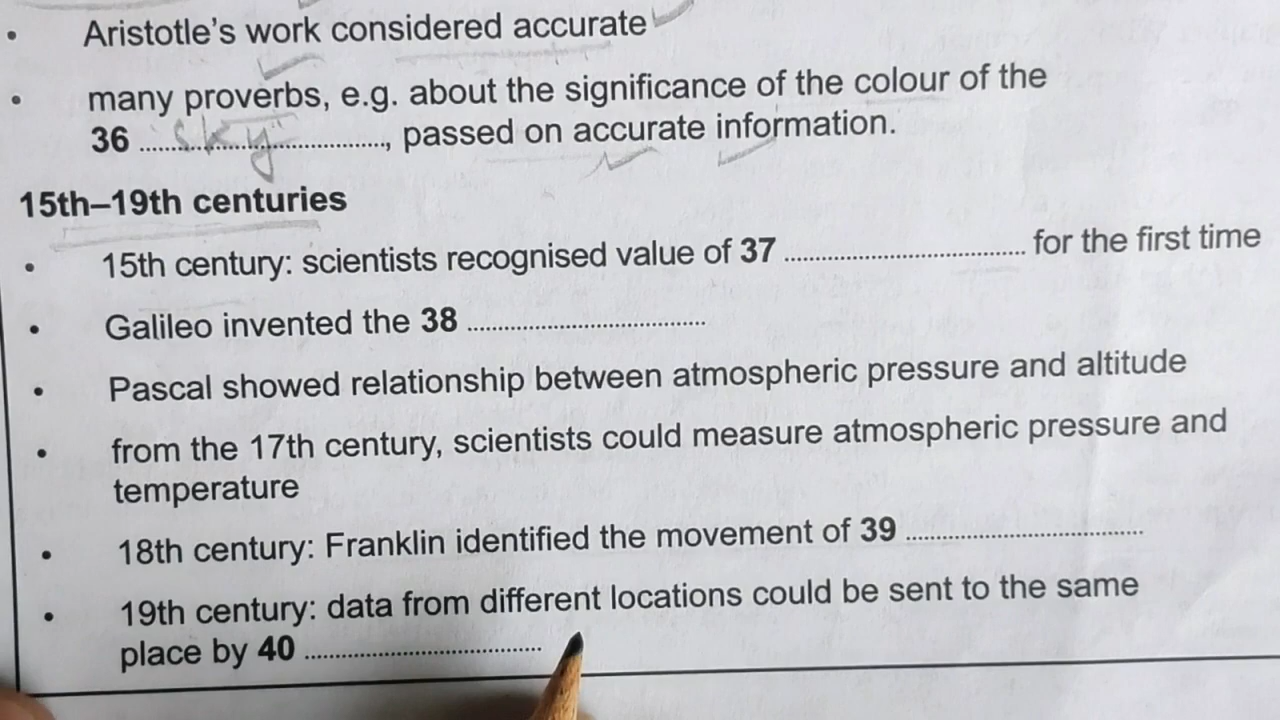 • Aristotle's work considered accurate
• many proverbs, e.g. about the significance of the colour of the
36 ...sky..................., passed on accurate information.
15th–19th centuries
• 15th century: scientists recognised value of 37 .................................... for the first time
• Galileo invented the 38 ....................................
• Pascal showed relationship between atmospheric pressure and altitude
• from the 17th century, scientists could measure atmospheric pressure and
temperature
• 18th century: Franklin identified the movement of 39 ....................................
• 19th century: data from different locations could be sent to the same
place by 40 ....................................